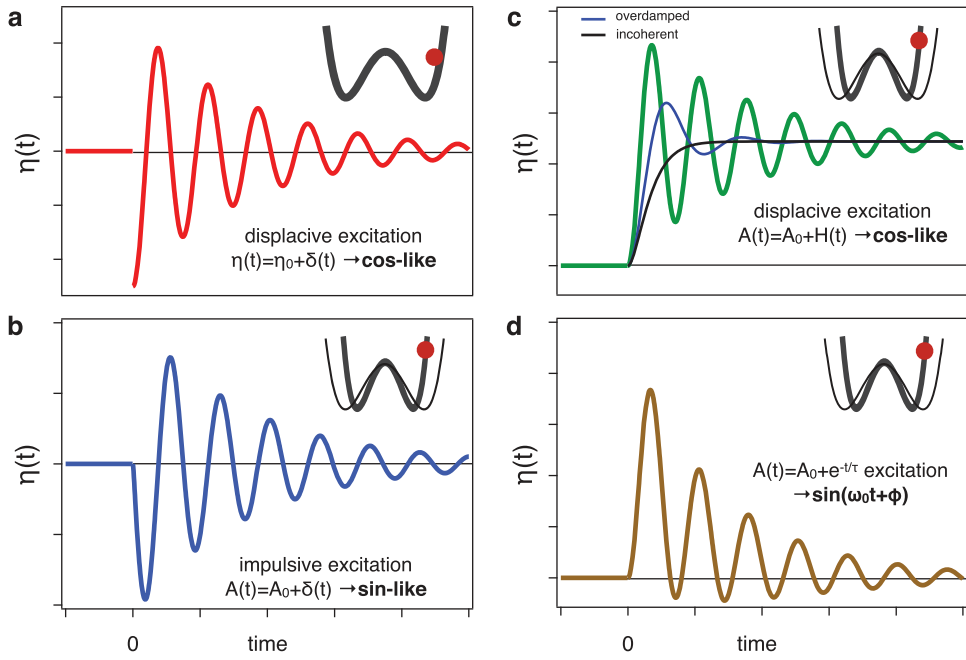 a
η(t)
displacive excitation
η(t)=η₀+δ(t) →cos-like
b
η(t)
impulsive excitation
A(t)=A₀+δ(t) →sin-like
0
time
c
overdamped
incoherent
η(t)
displacive excitation
A(t)=A₀+H(t) →cos-like
d
η(t)
A(t)=A₀+e^-t/τ excitation
→sin(ω₀t+ϕ)
0
time